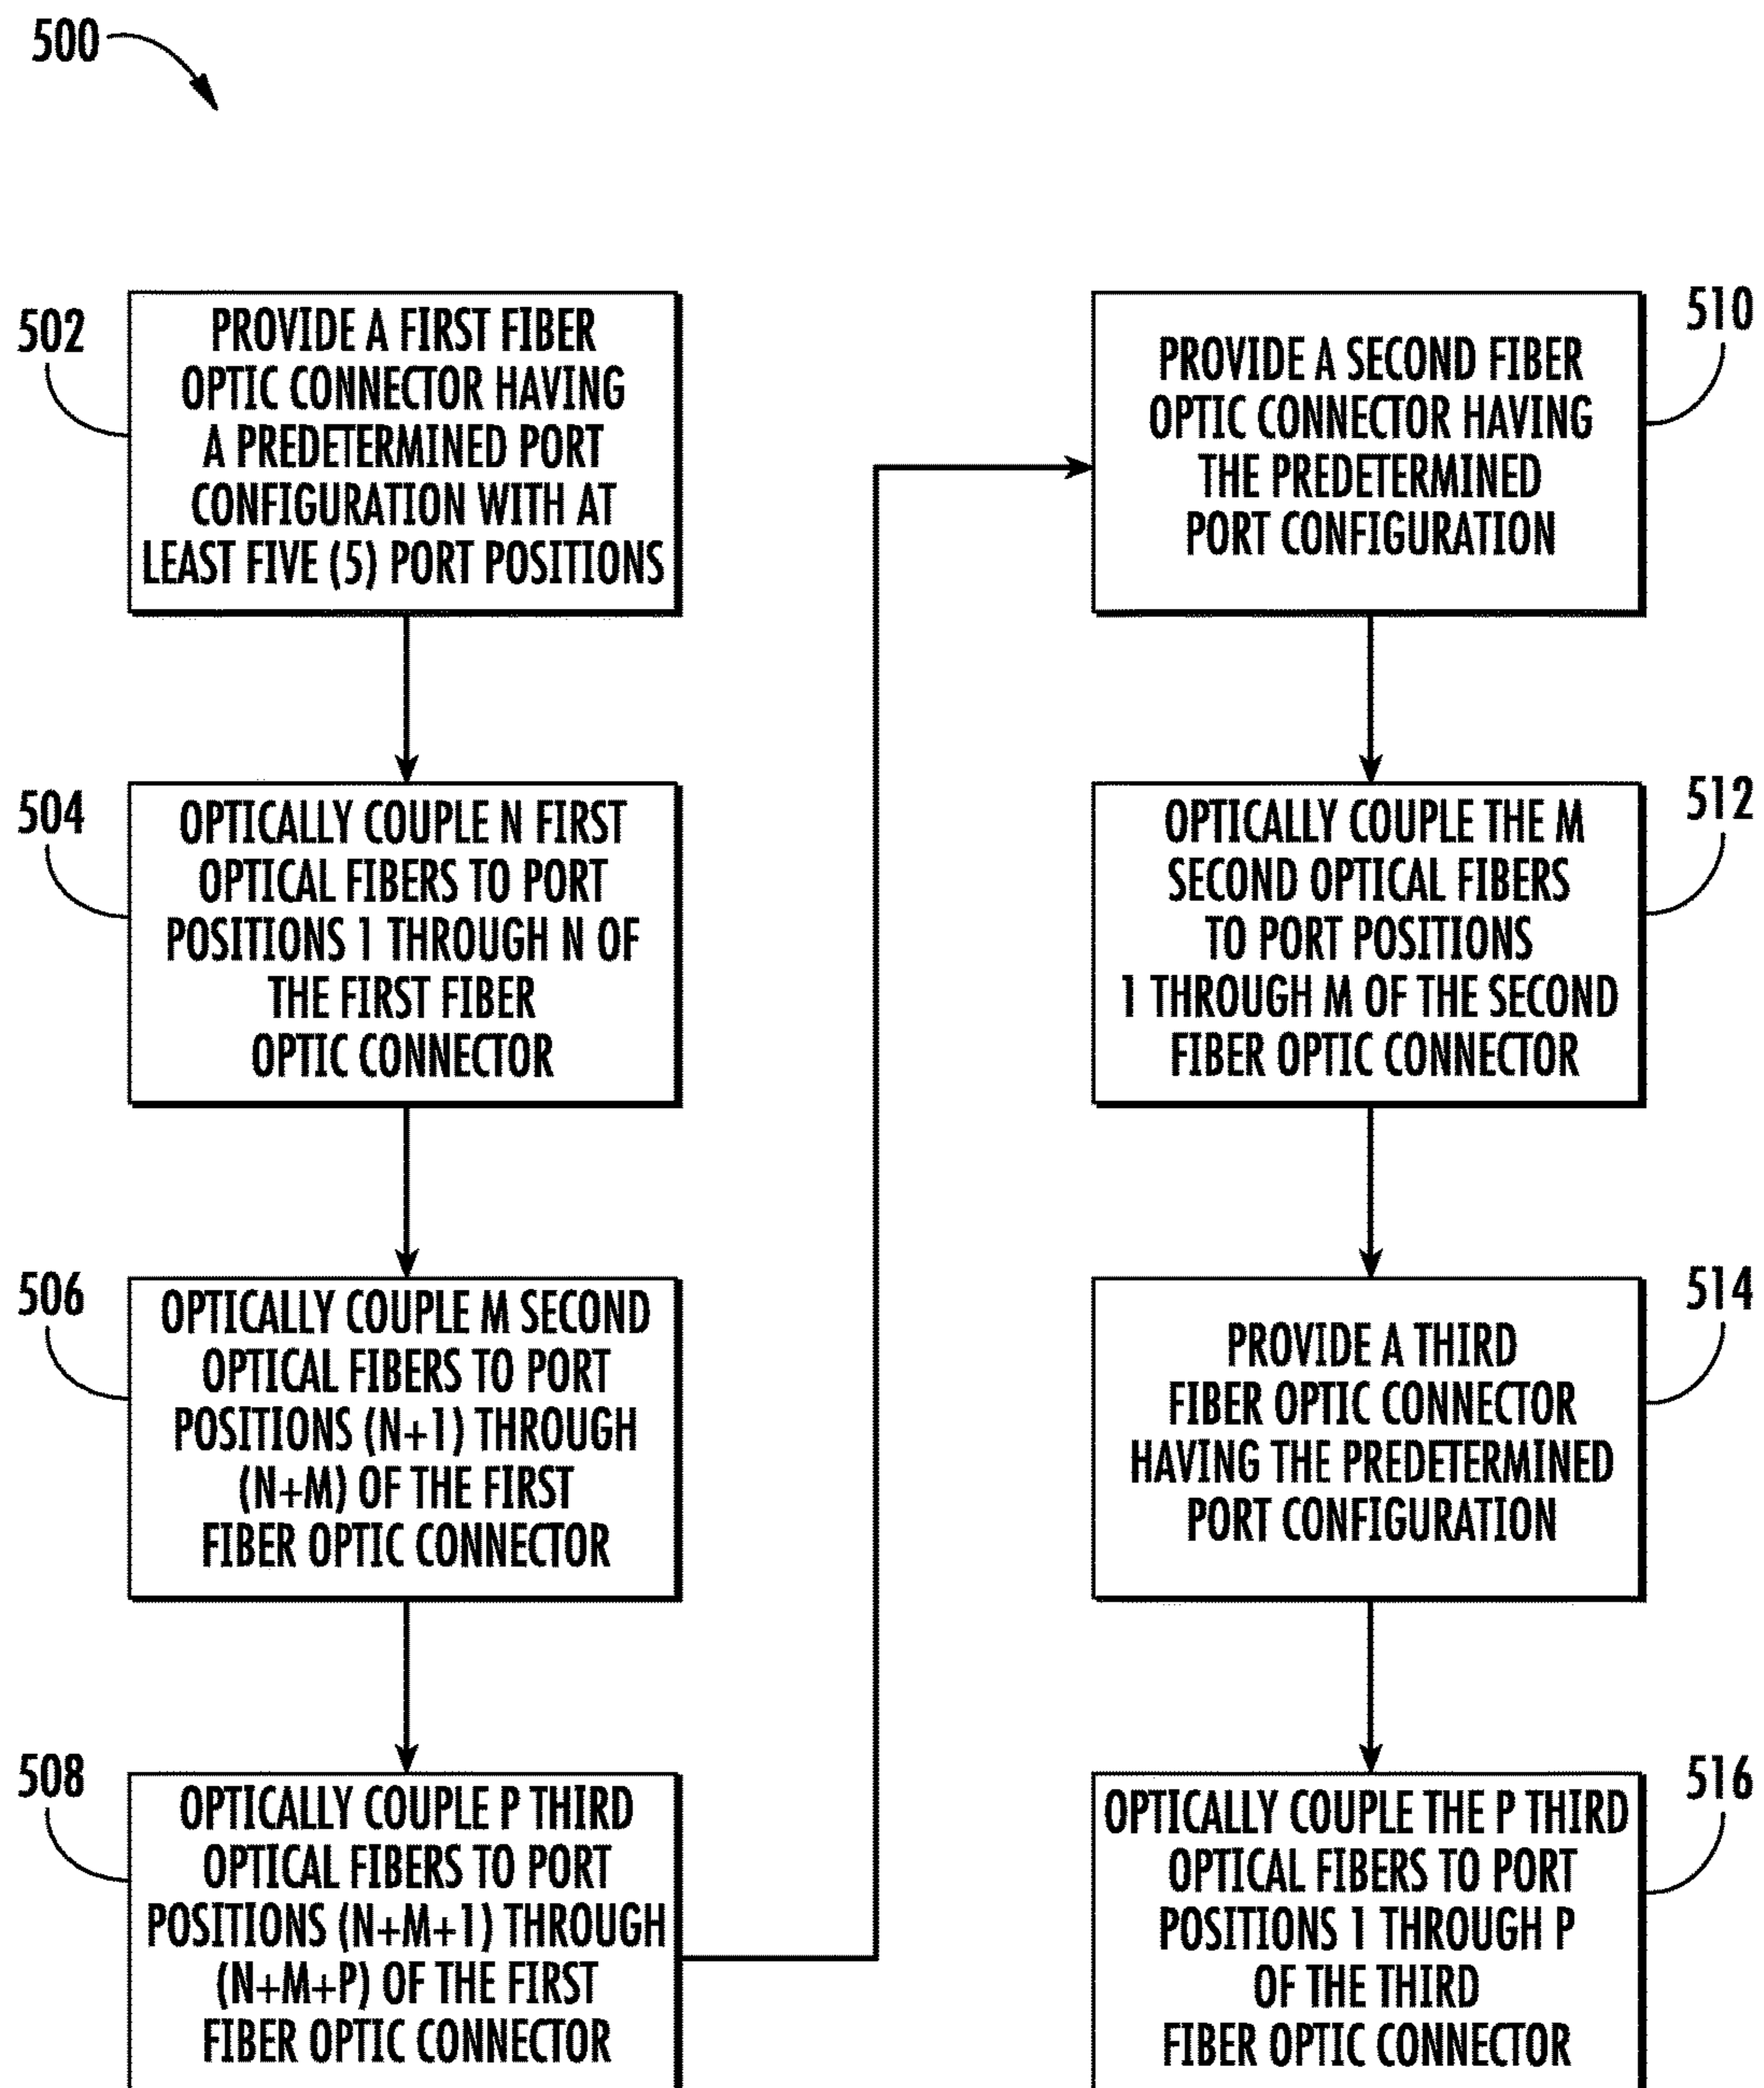 500
502
PROVIDE A FIRST FIBER
OPTIC CONNECTOR HAVING
A PREDETERMINED PORT
CONFIGURATION WITH AT
LEAST FIVE (5) PORT POSITIONS
504
OPTICALLY COUPLE N FIRST
OPTICAL FIBERS TO PORT
POSITIONS 1 THROUGH N OF
THE FIRST FIBER
OPTIC CONNECTOR
506
OPTICALLY COUPLE M SECOND
OPTICAL FIBERS TO PORT
POSITIONS (N+1) THROUGH
(N+M) OF THE FIRST
FIBER OPTIC CONNECTOR
508
OPTICALLY COUPLE P THIRD
OPTICAL FIBERS TO PORT
POSITIONS (N+M+1) THROUGH
(N+M+P) OF THE FIRST
FIBER OPTIC CONNECTOR
510
PROVIDE A SECOND FIBER
OPTIC CONNECTOR HAVING
THE PREDETERMINED
PORT CONFIGURATION
512
OPTICALLY COUPLE THE M
SECOND OPTICAL FIBERS
TO PORT POSITIONS
1 THROUGH M OF THE SECOND
FIBER OPTIC CONNECTOR
514
PROVIDE A THIRD
FIBER OPTIC CONNECTOR
HAVING THE PREDETERMINED
PORT CONFIGURATION
516
OPTICALLY COUPLE THE P THIRD
OPTICAL FIBERS TO PORT
POSITIONS 1 THROUGH P
OF THE THIRD
FIBER OPTIC CONNECTOR